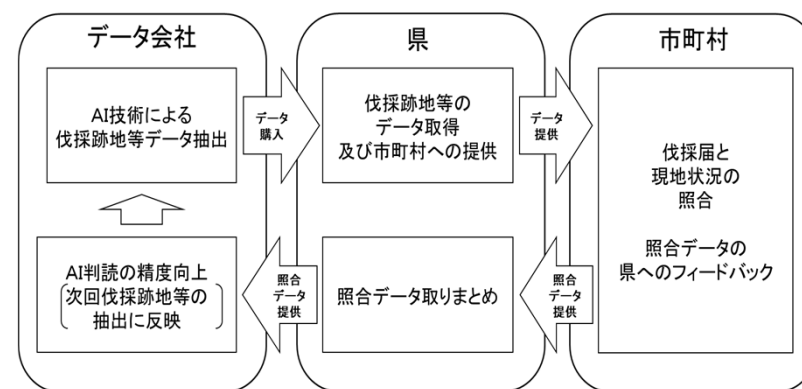 データ会社
AI技術による
伐採跡地等データ抽出
AI判読の精度向上
次回伐採跡地等の
抽出に反映
データ
購入
県
伐採跡地等の
データ取得
及び市町村への提供
照合データ取りまとめ
照合
データ
提供
データ
提供
市町村
伐採届と
現地状況の
照合
照合データの
県へのフィードバック
照合
データ
提供